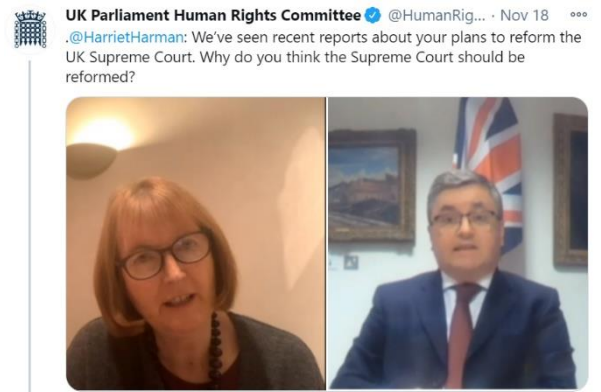 UK Parliament Human Rights Committee @HumanRig... · Nov 18
.@HarrietHarman: We've seen recent reports about your plans to reform the
UK Supreme Court. Why do you think the Supreme Court should be
reformed?